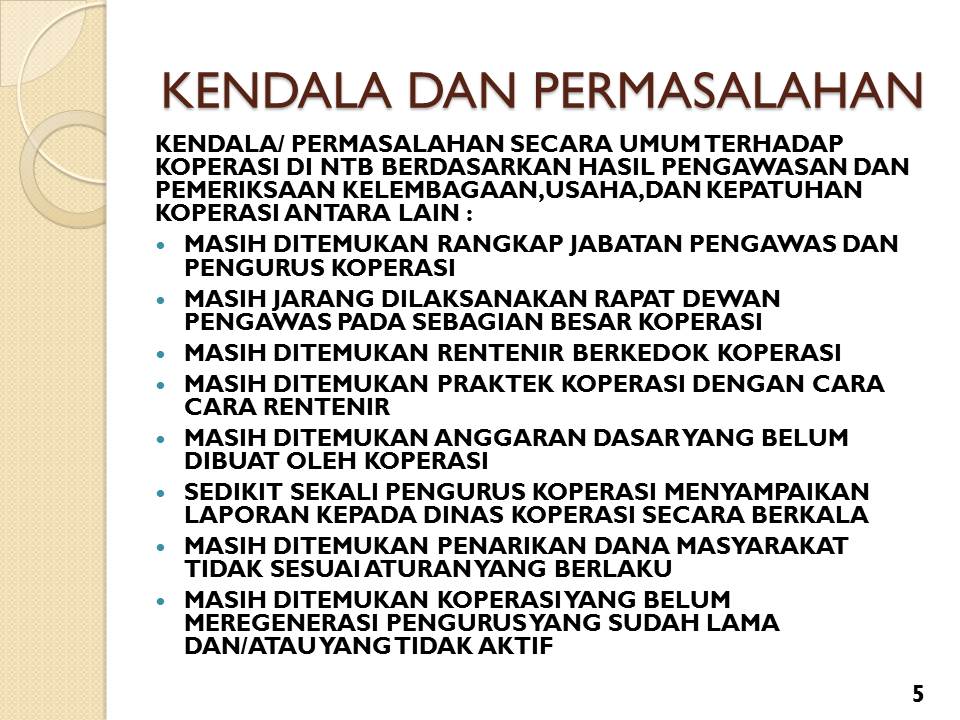 KENDALA DAN PERMASALAHAN
KENDALA/ PERMASALAHAN SECARA UMUM TERHADAP
KOPERASI DI NTB BERDASARKAN HASIL PENGAWASAN DAN
PEMERIKSAAN KELEMBAGAAN,USAHA,DAN KEPATUHAN
KOPERASI ANTARA LAIN :
• MASIH DITEMUKAN RANGKAP JABATAN PENGAWAS DAN
PENGURUS KOPERASI
• MASIH JARANG DILAKSANAKAN RAPAT DEWAN
PENGAWAS PADA SEBAGIAN BESAR KOPERASI
• MASIH DITEMUKAN RENTENIR BERKEDOK KOPERASI
• MASIH DITEMUKAN PRAKTEK KOPERASI DENGAN CARA
CARA RENTENIR
• MASIH DITEMUKAN ANGGARAN DASAR YANG BELUM
DIBUAT OLEH KOPERASI
• SEDIKIT SEKALI PENGURUS KOPERASI MENYAMPAIKAN
LAPORAN KEPADA DINAS KOPERASI SECARA BERKALA
• MASIH DITEMUKAN PENARIKAN DANA MASYARAKAT
TIDAK SESUAI ATURAN YANG BERLAKU
• MASIH DITEMUKAN KOPERASI YANG BELUM
MEREGENERASI PENGURUS YANG SUDAH LAMA
DAN/ATAU YANG TIDAK AKTIF
5